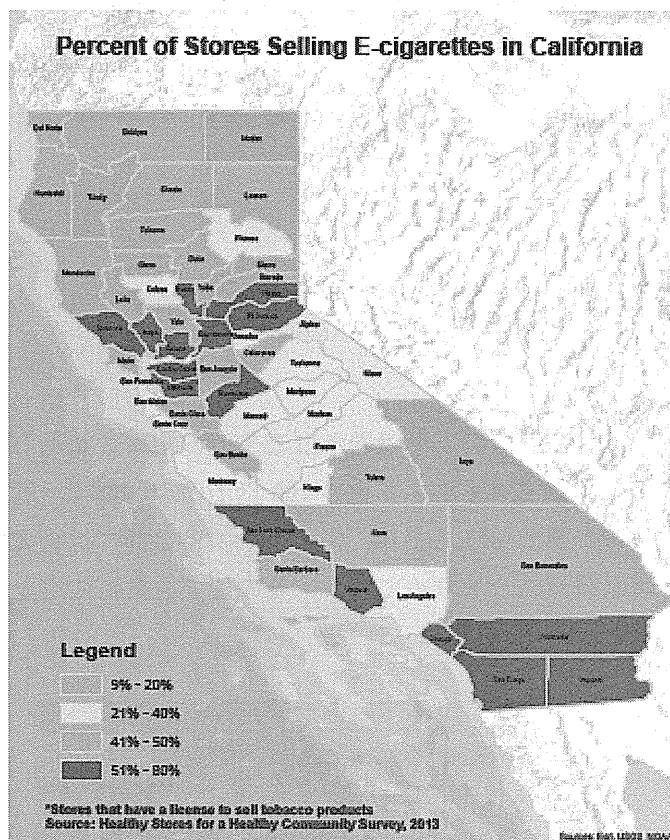 Percent of Stores Selling E-cigarettes in California
Del Norte
Siskiyou
Modoc
Humboldt
Trinity
Shasta
Lassen
Tehama
Plumas
Mendocino
Glenn
Butte
Sierra
Nevada
Lake
Colusa
Yuba
Placer
El Dorado
Sonoma
Napa
Yolo
Amador
Alpine
Marin
San Joaquin
Calaveras
Tuolumne
Mono
San Francisco
San Mateo
Santa Clara
Santa Cruz
Mariposa
Merced
Madera
Fresno
San Benito
Monterey
Kings
Tulare
Inyo
San Luis Obispo
Kern
San Bernardino
Santa Barbara
Ventura
Los Angeles
Riverside
San Diego
Imperial
Legend
9% - 20%
21% - 40%
41% - 50%
51% - 80%
*Stores that have a license to sell tobacco products
Source: Healthy Stores for a Healthy Community Survey, 2013